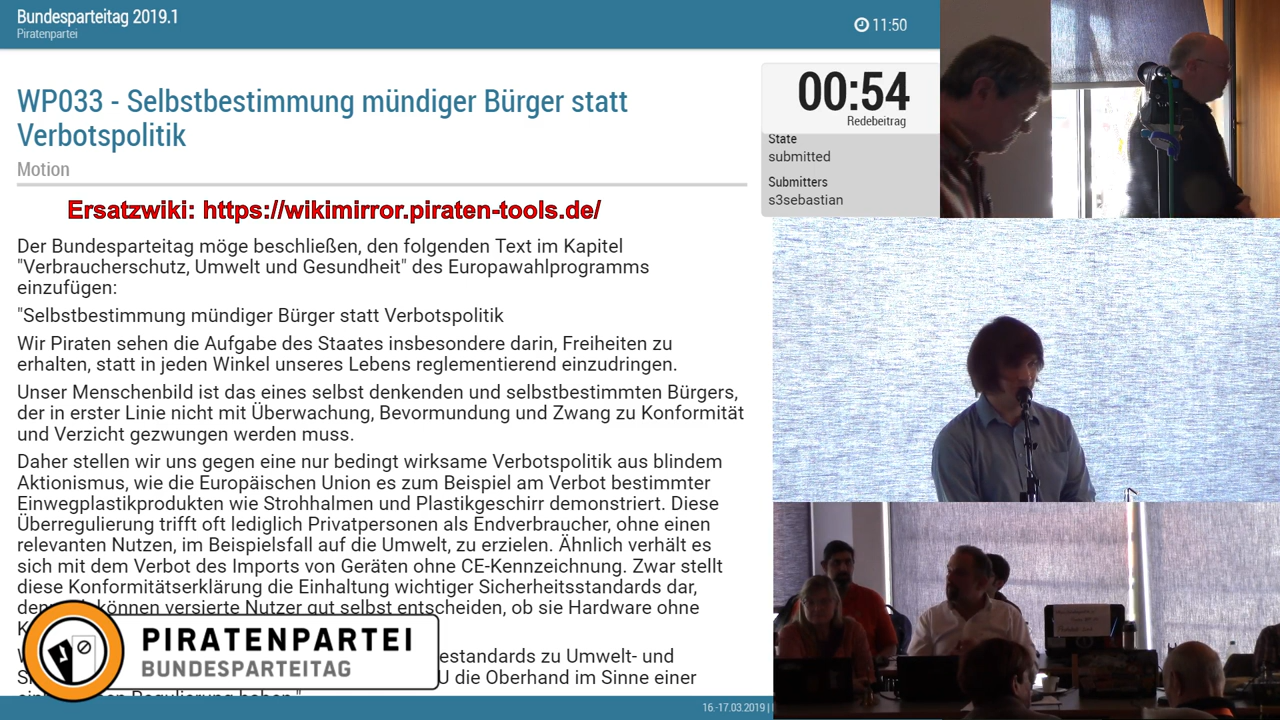 Bundesparteitag 2019.1
Piratenpartei
11:50
WP033 - Selbstbestimmung mündiger Bürger statt
Verbotspolitik
Motion
00:54
Redebeitrag
State
submitted
Submitters
s3sebastian
Ersatzwiki: https://wikimirror.piraten-tools.de/
Der Bundesparteitag möge beschließen, den folgenden Text im Kapitel
"Verbraucherschutz, Umwelt und Gesundheit" des Europawahlprogramms
einzufügen:
"Selbstbestimmung mündiger Bürger statt Verbotspolitik
Wir Piraten sehen die Aufgabe des Staates insbesondere darin, Freiheiten zu
erhalten, statt in jeden Winkel unseres Lebens reglementierend einzudringen.
Unser Menschenbild ist das eines selbst denkenden und selbstbestimmten Bürgers,
der in erster Linie nicht mit Überwachung, Bevormundung und Zwang zu Konformität
und Verzicht gezwungen werden muss.
Daher stellen wir uns gegen eine nur bedingt wirksame Verbotspolitik aus blindem
Aktionismus, wie die Europäischen Union es zum Beispiel am Verbot bestimmter
Einwegplastikprodukten wie Strohhalmen und Plastikgeschirr demonstriert. Diese
Überregulierung trifft oft lediglich Privatpersonen als Endverbraucher, ohne einen
relevanten Nutzen, im Beispielsfall auf die Umwelt, zu erzielen. Ähnlich verhält es
sich mit dem Verbot des Imports von Geräten ohne CE-Kennzeichnung. Zwar stellt
diese Konformitätserklärung die Einhaltung wichtiger Sicherheitsstandards dar,
können versierte Nutzer gut selbst entscheiden, ob sie Hardware ohne
estandards zu Umwelt- und
U die Oberhand im Sinne einer
Regulierung haben."
PIRATENPARTEI
BUNDESPARTEITAG
16.-17.03.2019 |